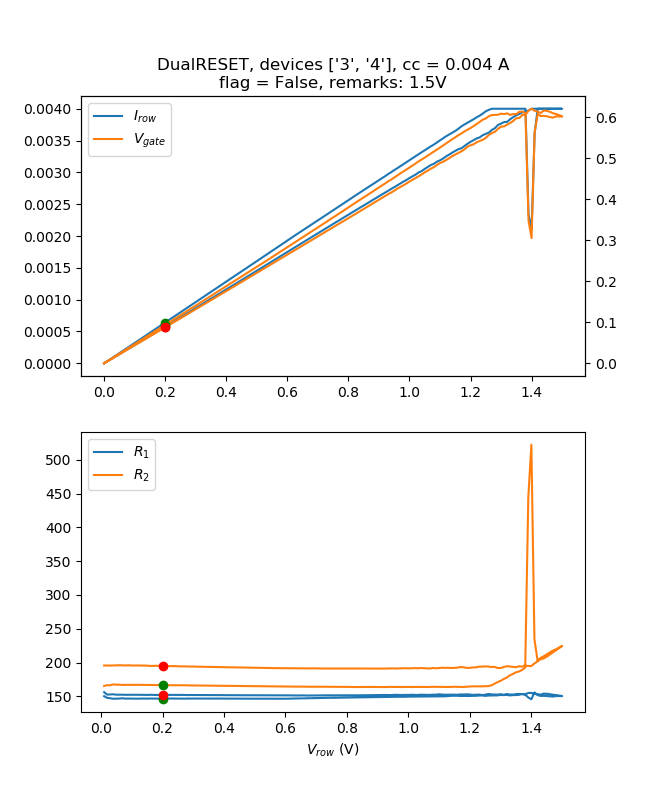 DualRESET, devices ['3', '4'], cc = 0.004 A
flag = False, remarks: 1.5V
I_row
V_gate
0.0040
0.0035
0.0030
0.0025
0.0020
0.0015
0.0010
0.0005
0.0000
0.6
0.5
0.4
0.3
0.2
0.1
0.0
0.0 0.2 0.4 0.6 0.8 1.0 1.2 1.4
R_1
R_2
500
450
400
350
300
250
200
150
0.0 0.2 0.4 0.6 0.8 1.0 1.2 1.4
V_row (V)